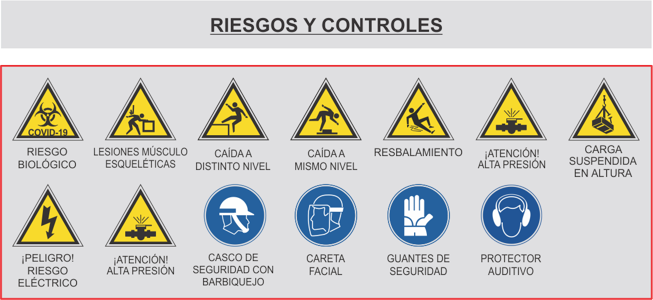 RIESGOS Y CONTROLES
COVID-19
RIESGO
BIOLÓGICO
LESIONES MÚSCULO
ESQUELÉTICAS
CAÍDA A
DISTINTO NIVEL
CAÍDA A
MISMO NIVEL
RESBALAMIENTO
¡ATENCIÓN!
ALTA PRESIÓN
CARGA
SUSPENDIDA
EN ALTURA
¡PELIGRO!
RIESGO
ELÉCTRICO
¡ATENCIÓN!
ALTA PRESIÓN
CASCO DE
SEGURIDAD CON
BARBIQUEJO
CARETA
FACIAL
GUANTES DE
SEGURIDAD
PROTECTOR
AUDITIVO